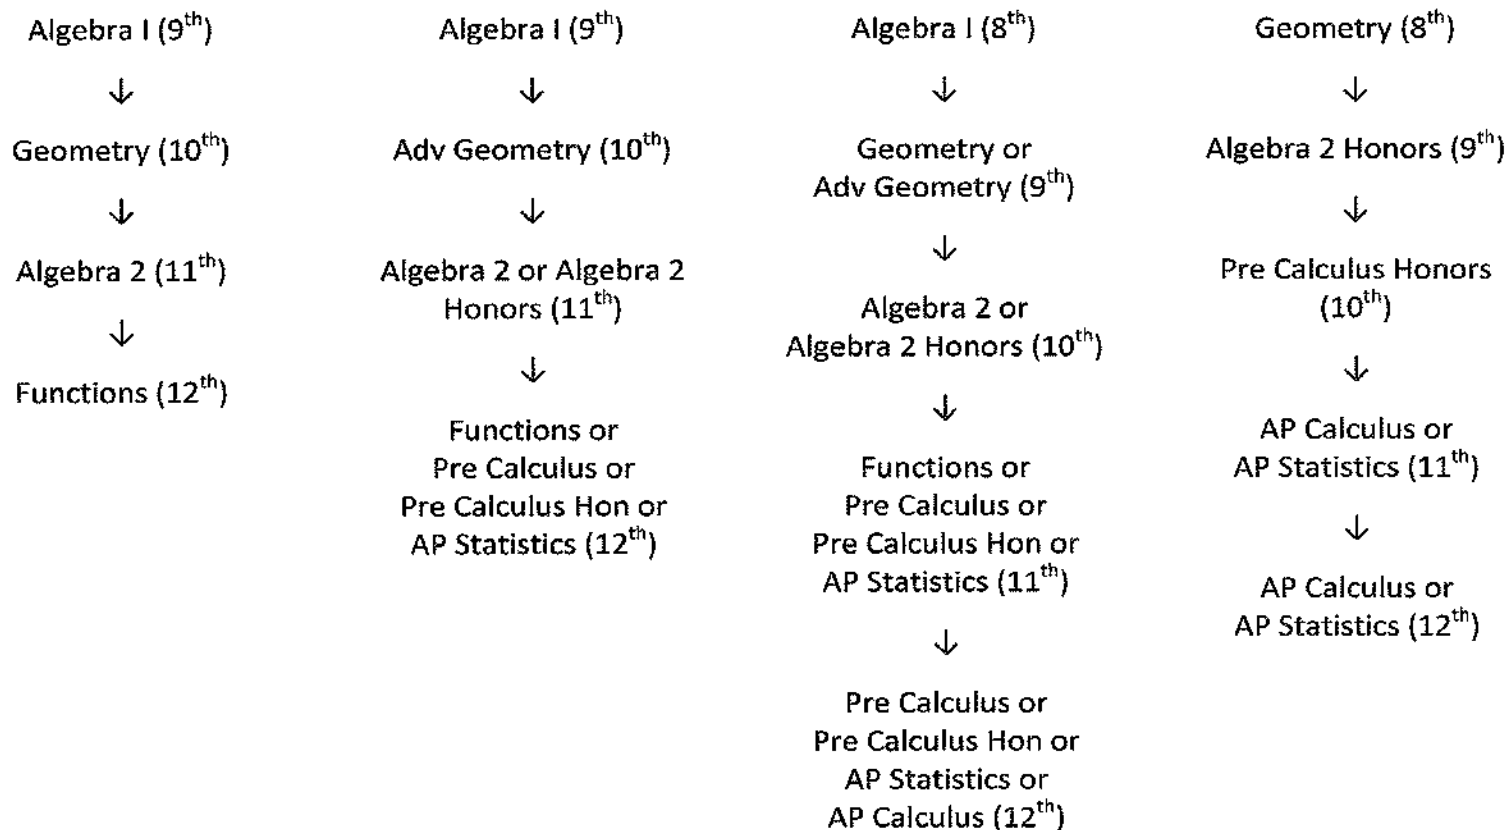 Algebra I (9th)
↓
Geometry (10th)
↓
Algebra 2 (11th)
↓
Functions (12th)
Algebra I (9th)
↓
Adv Geometry (10th)
↓
Algebra 2 or Algebra 2
Honors (11th)
↓
Functions or
Pre Calculus or
Pre Calculus Hon or
AP Statistics (12th)
Algebra I (8th)
↓
Geometry or
Adv Geometry (9th)
↓
Algebra 2 or
Algebra 2 Honors (10th)
↓
Functions or
Pre Calculus or
Pre Calculus Hon or
AP Statistics (11th)
↓
Pre Calculus or
Pre Calculus Hon or
AP Statistics or
AP Calculus (12th)
Geometry (8th)
↓
Algebra 2 Honors (9th)
↓
Pre Calculus Honors
(10th)
↓
AP Calculus or
AP Statistics (11th)
↓
AP Calculus or
AP Statistics (12th)